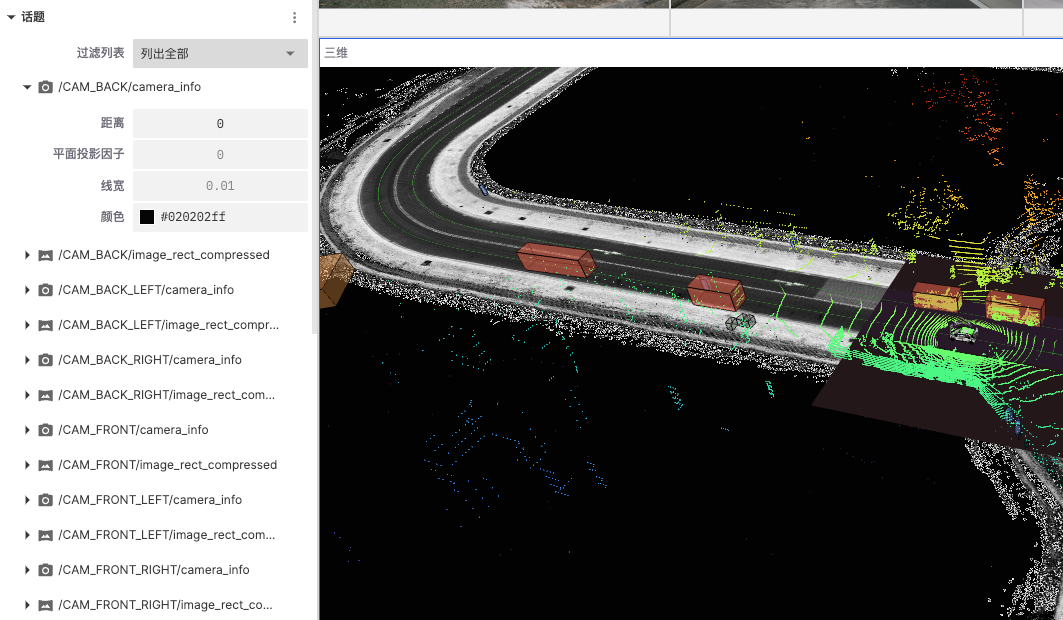 话题
过滤列表 列出全部
/CAM_BACK/camera_info
距离 0
平面投影因子 0
线宽 0.01
颜色 #020202ff
/CAM_BACK/image_rect_compressed
/CAM_BACK_LEFT/camera_info
/CAM_BACK_LEFT/image_rect_compr...
/CAM_BACK_RIGHT/camera_info
/CAM_BACK_RIGHT/image_rect_com...
/CAM_FRONT/camera_info
/CAM_FRONT/image_rect_compressed
/CAM_FRONT_LEFT/camera_info
/CAM_FRONT_LEFT/image_rect_com...
/CAM_FRONT_RIGHT/camera_info
/CAM_FRONT_RIGHT/image_rect_co...
三维